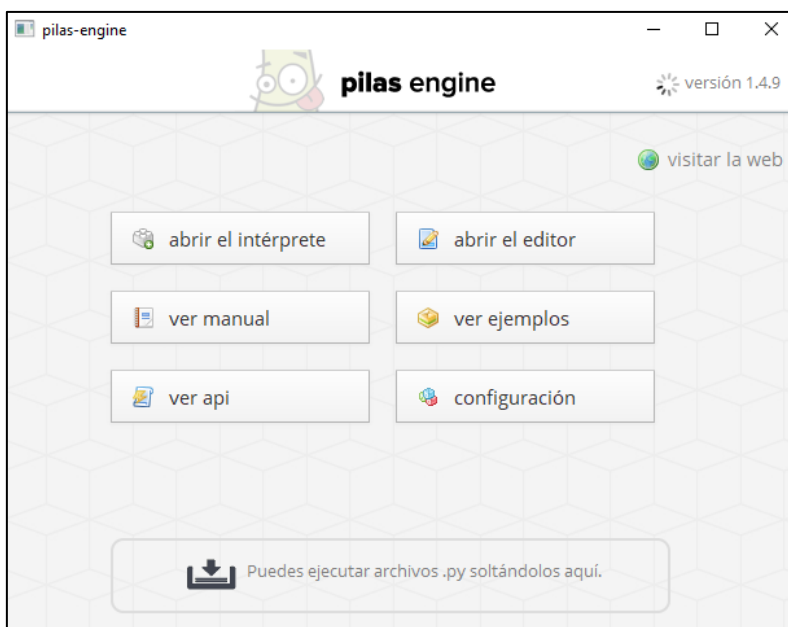 pilas-engine
pilas engine
versión 1.4.9
visitar la web
abrir el intérprete
abrir el editor
ver manual
ver ejemplos
ver api
configuración
Puedes ejecutar archivos .py soltándolos aquí.